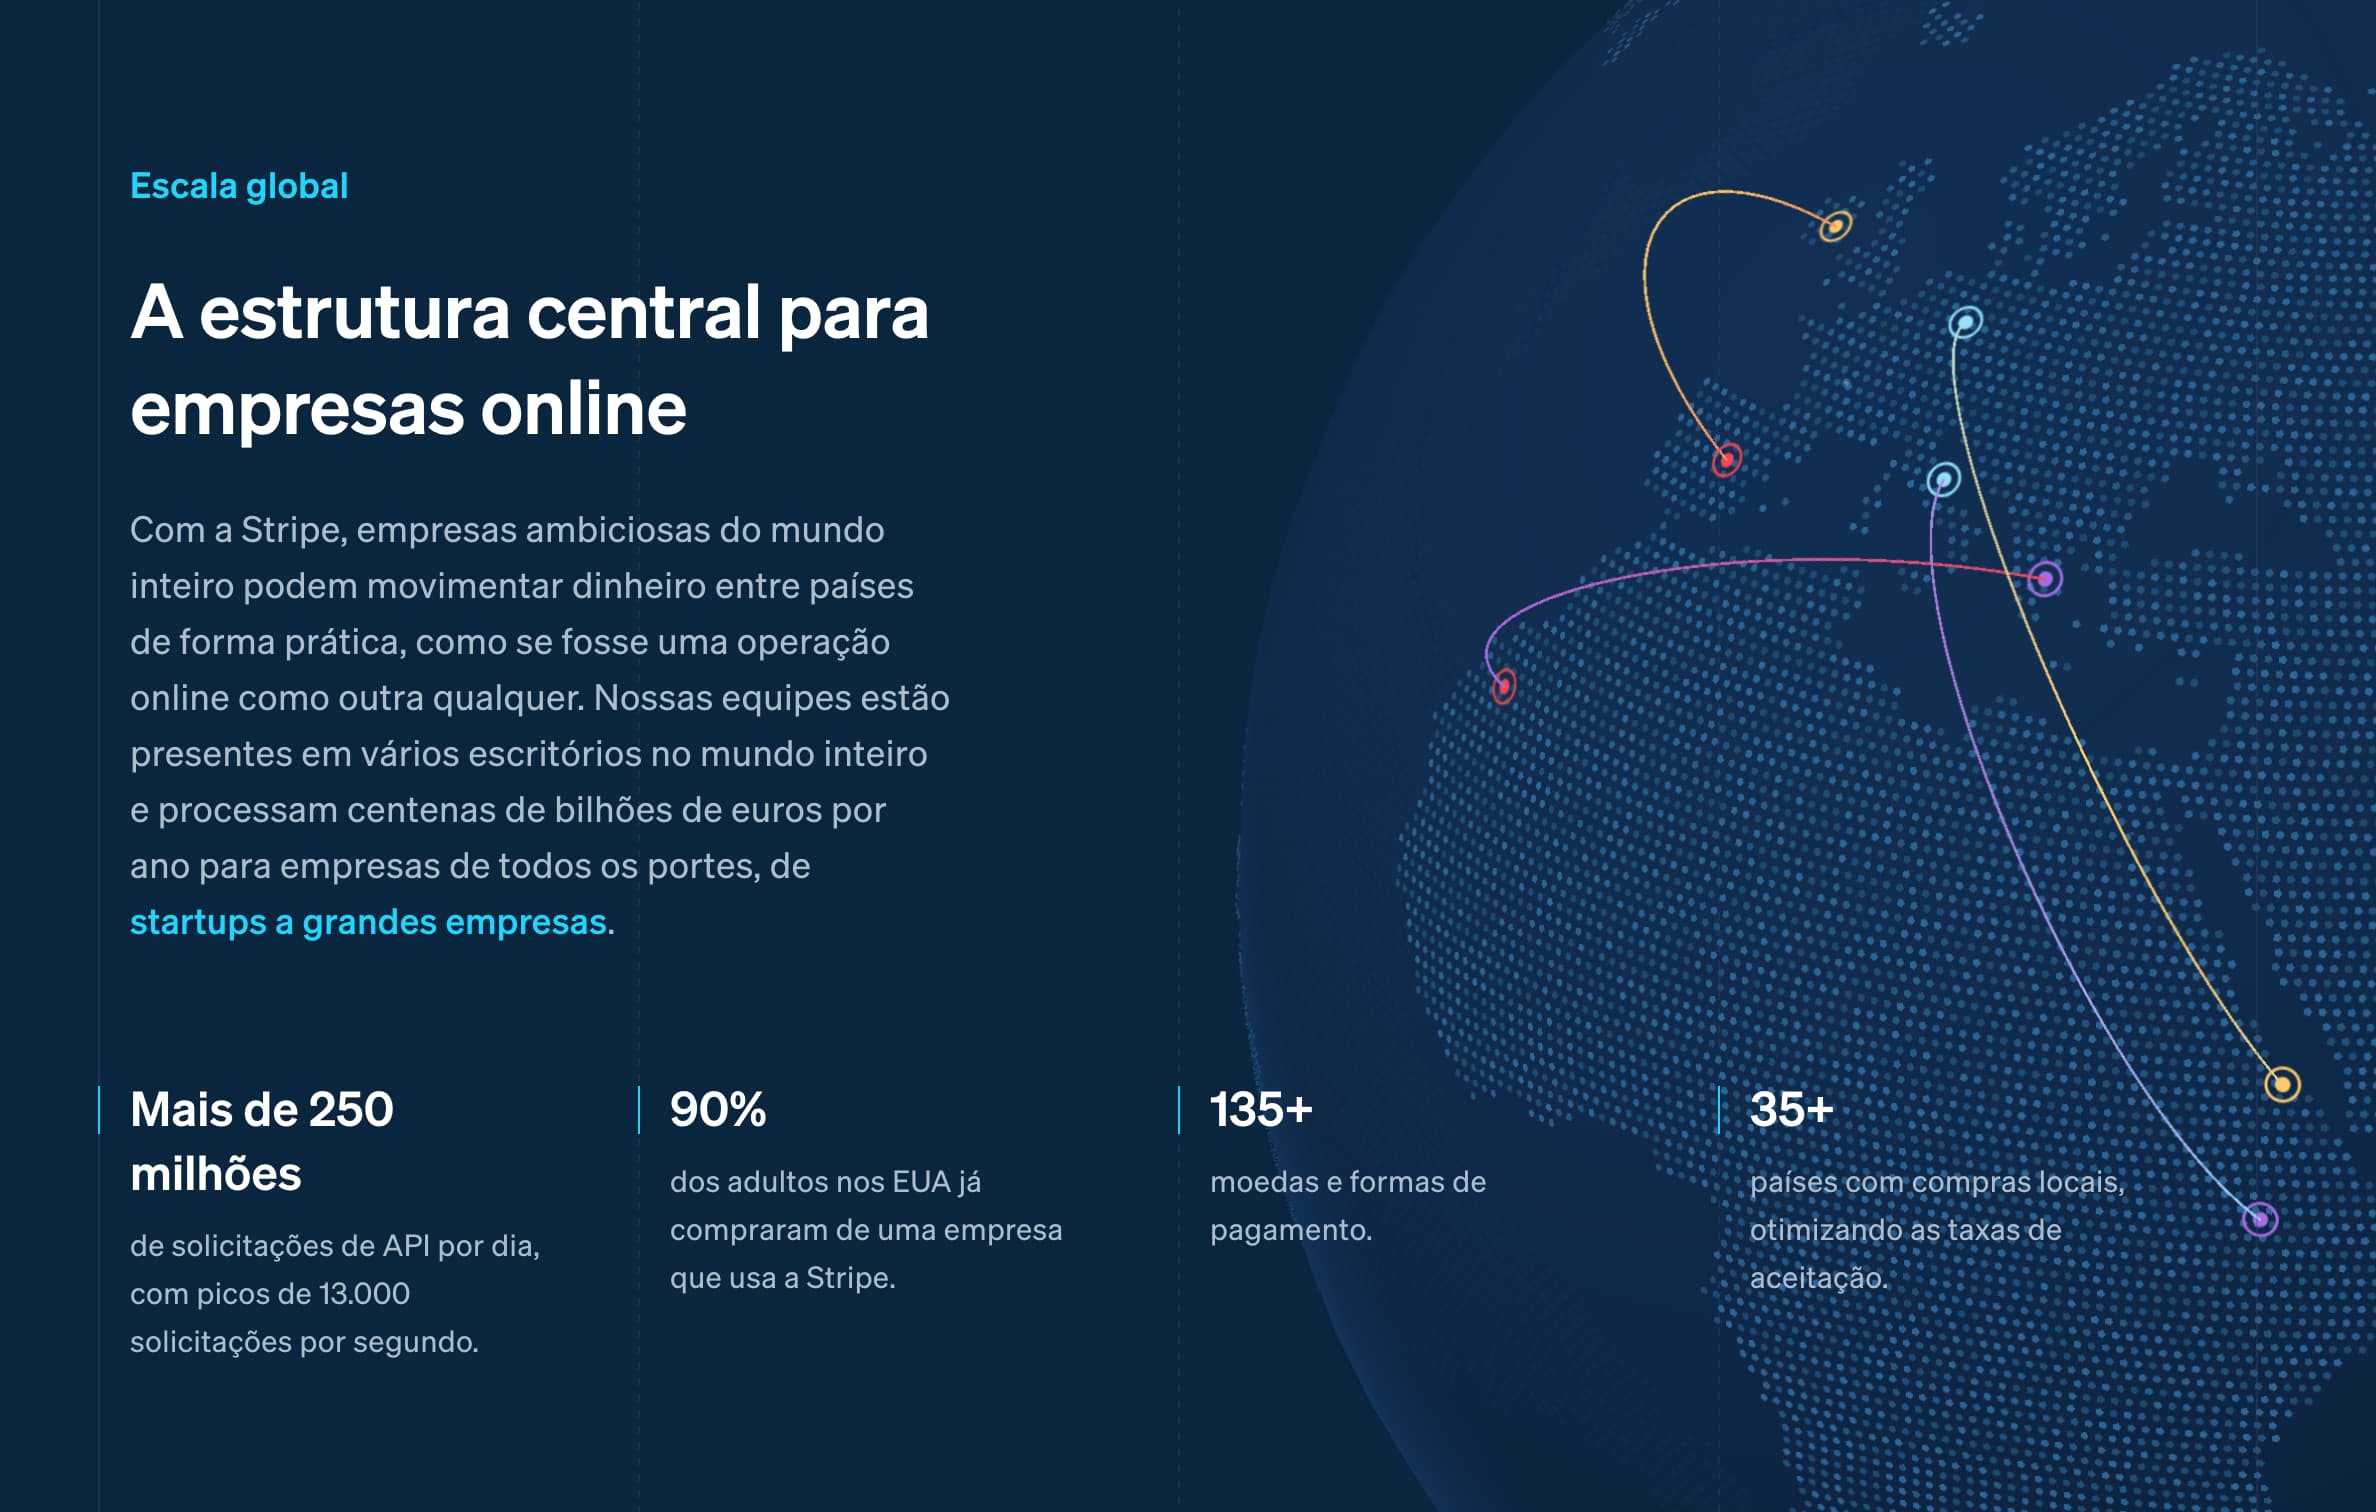 Escala global
A estrutura central para
empresas online
Com a Stripe, empresas ambiciosas do mundo
inteiro podem movimentar dinheiro entre países
de forma prática, como se fosse uma operação
online como outra qualquer. Nossas equipes estão
presentes em vários escritórios no mundo inteiro
e processam centenas de bilhões de euros por
ano para empresas de todos os portes, de
startups a grandes empresas.
Mais de 250
milhões
de solicitações de API por dia,
com picos de 13.000
solicitações por segundo.
90%
dos adultos nos EUA já
compraram de uma empresa
que usa a Stripe.
135+
moedas e formas de
pagamento.
35+
países com compras locais,
otimizando as taxas de
aceitação.